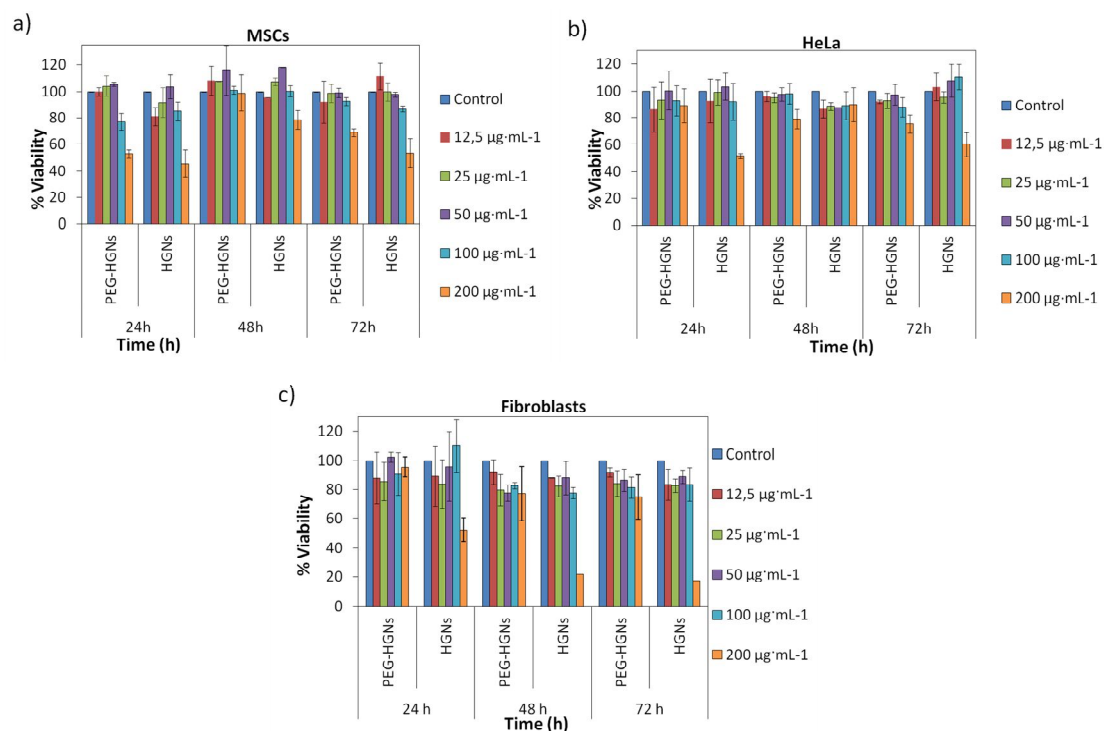 a)
MSCs
120
100
80
60
40
20
0
% Viability
PEG-HGNs
HGNs
PEG-HGNs
HGNs
PEG-HGNs
HGNs
24h
48h
72h
Time (h)
Control
12,5 µg·mL-1
25 µg·mL-1
50 µg·mL-1
100 µg·mL-1
200 µg·mL-1
b)
HeLa
120
100
80
60
40
20
0
% Viability
PEG-HGNs
HGNs
PEG-HGNs
HGNs
PEG-HGNs
HGNs
24h
48h
72h
Time (h)
Control
12,5 µg·mL-1
25 µg·mL-1
50 µg·mL-1
100 µg·mL-1
200 µg·mL-1
c)
Fibroblasts
120
100
80
60
40
20
0
% Viability
PEG-HGNs
HGNs
PEG-HGNs
HGNs
PEG-HGNs
HGNs
24 h
48 h
72 h
Time (h)
Control
12,5 µg·mL-1
25 µg·mL-1
50 µg·mL-1
100 µg·mL-1
200 µg·mL-1